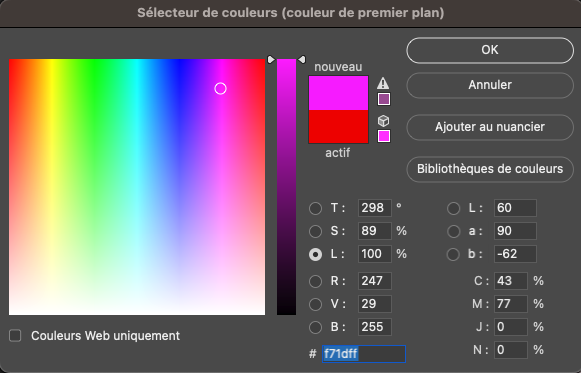 Sélecteur de couleurs (couleur de premier plan)
nouveau
actif
OK
Annuler
Ajouter au nuancier
Bibliothèques de couleurs
T : 298 °
S : 89 %
L : 100 %
R : 247
V : 29
B : 255
# f71dff
L : 60
a : 90
b : -62
C : 43 %
M : 77 %
J : 0 %
N : 0 %
Couleurs Web uniquement